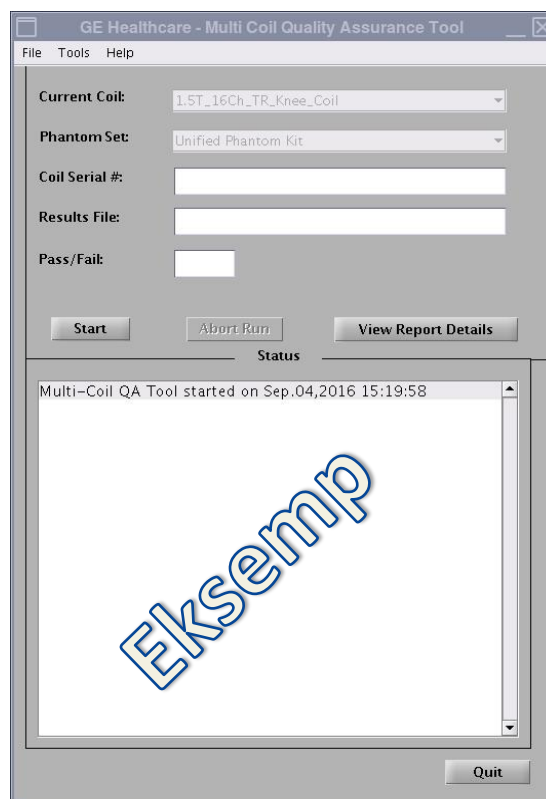 GE Healthcare - Multi Coil Quality Assurance Tool
File Tools Help
Current Coil: 1.5T_16Ch_TR_Knee_Coil
Phantom Set: Unified Phantom Kit
Coil Serial #:
Results File:
Pass/Fail:
Start Abort Run View Report Details
Status
Multi-Coil QA Tool started on Sep.04,2016 15:19:58
Eksemp
Quit